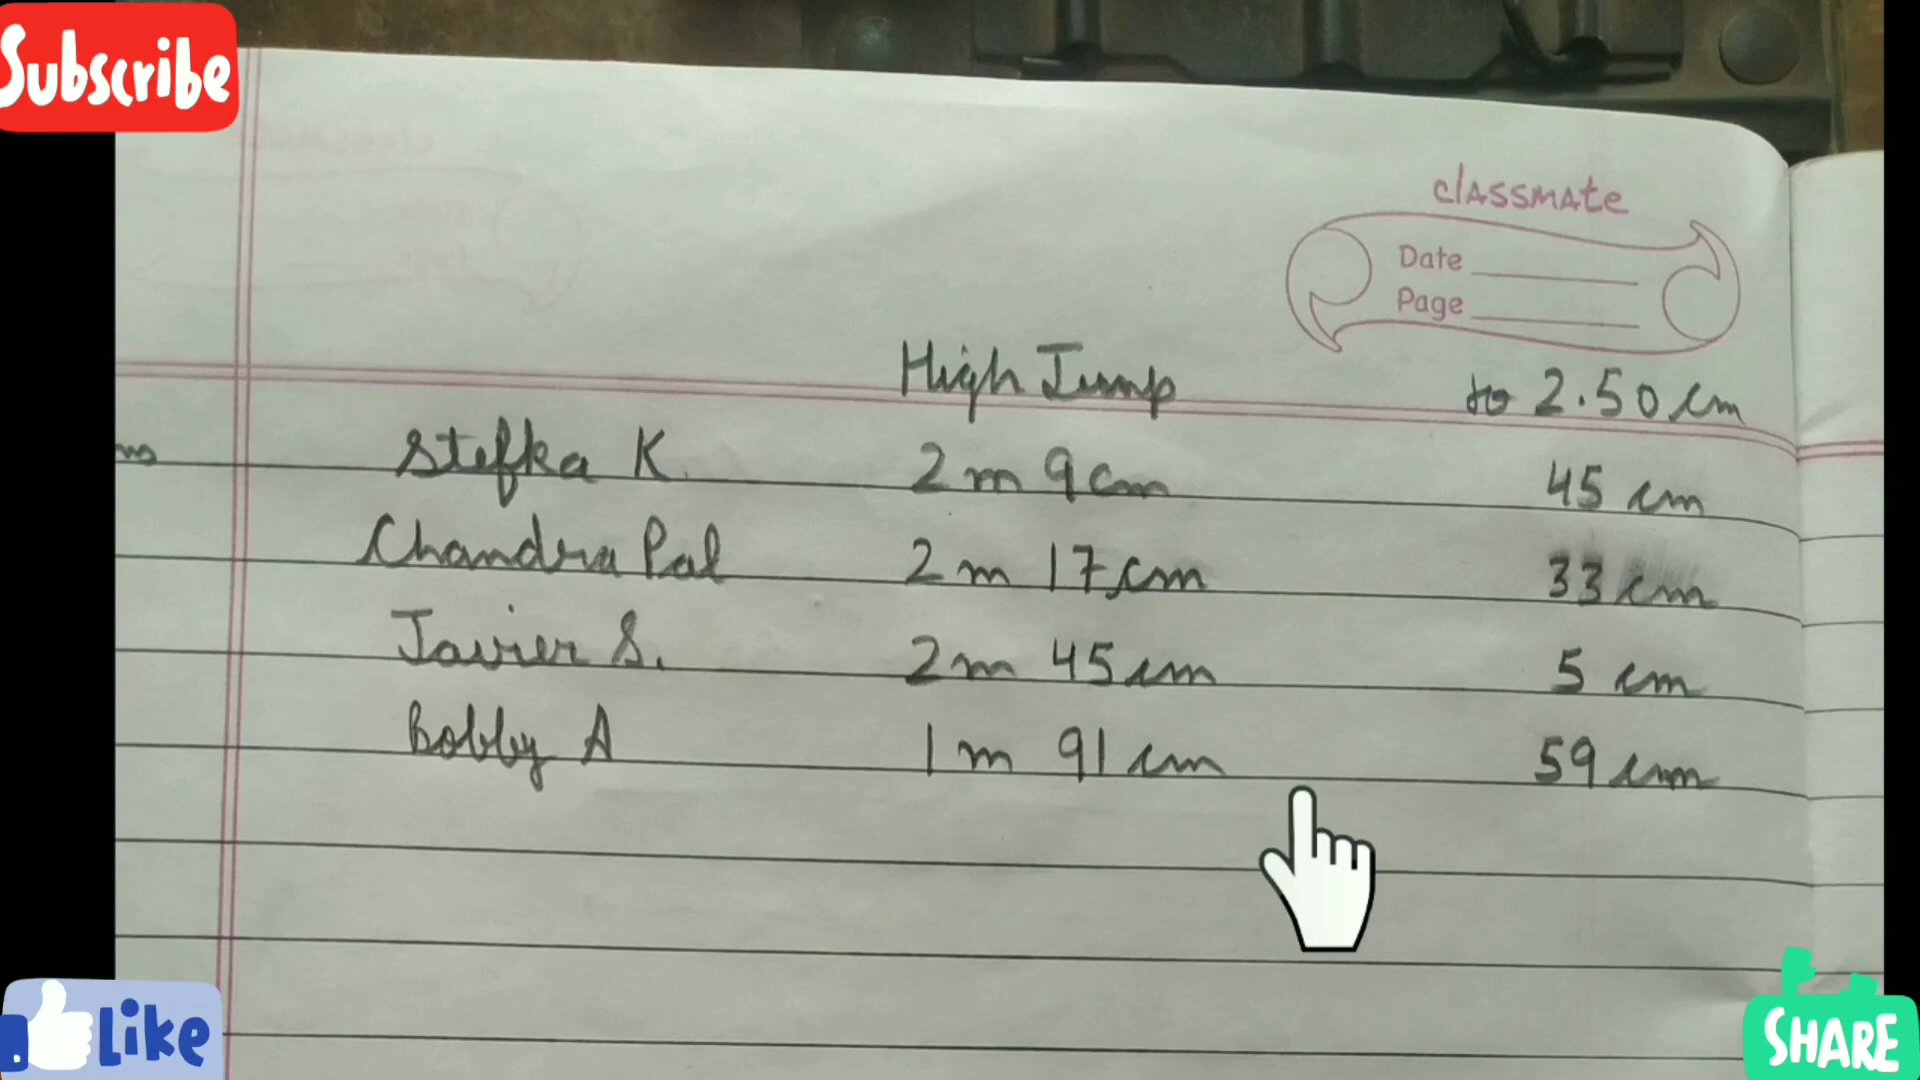 Subscribe
classmate
Date
Page
High Jump to 2.50 cm
Stefka K. 2 m 9 cm 45 cm
Chandra Pal 2 m 17 cm 33 cm
Javier S. 2 m 45 cm 5 cm
Bobby A 1 m 91 cm 59 cm
Like
SHARE